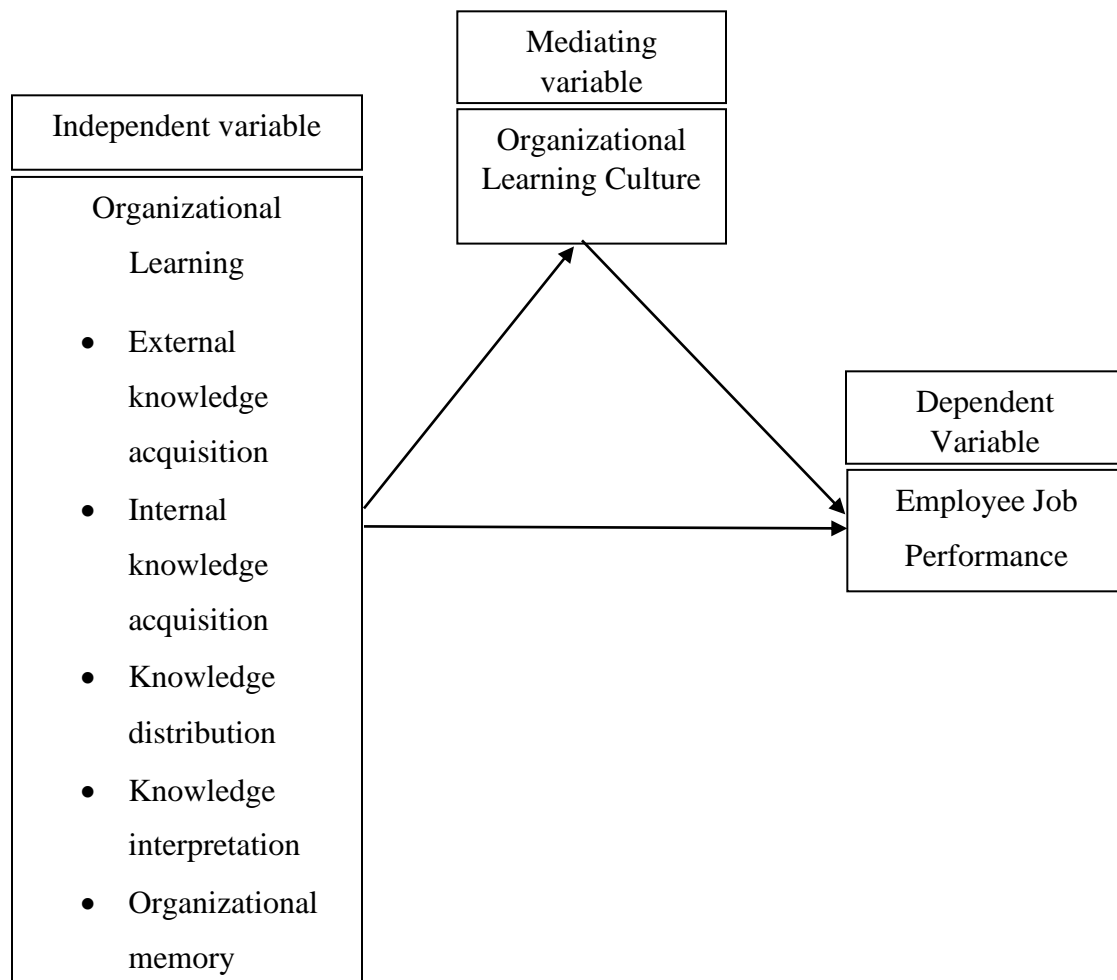 Mediating
variable
Organizational
Learning Culture
Independent variable
Organizational
Learning
• External
knowledge
acquisition
• Internal
knowledge
acquisition
• Knowledge
distribution
• Knowledge
interpretation
• Organizational
memory
Dependent
Variable
Employee Job
Performance